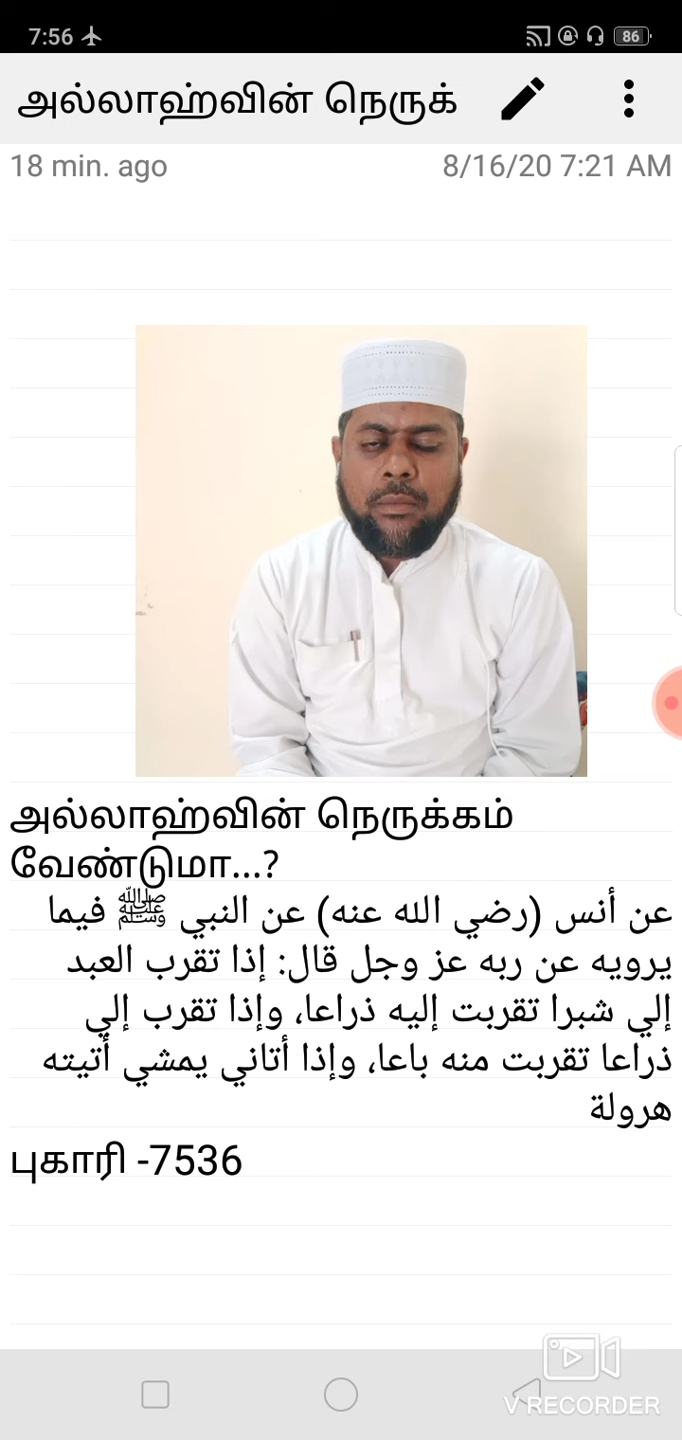 7:56
86
அல்லாஹ்வின் நெருக்
18 min. ago
8/16/20 7:21 AM
அல்லாஹ்வின் நெருக்கம்
வேண்டுமா...?
عن أنس (رضي الله عنه) عن النبي ﷺ فيما
يرويه عن ربه عز وجل قال: إذا تقرب العبد
إلي شبرا تقربت إليه ذراعا، وإذا تقرب إلي
ذراعا تقربت منه باعا، وإذا أتاني يمشي أتيته
هرولة
புகாரி -7536
V RECORDER